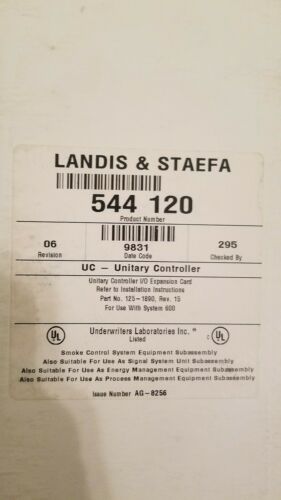 LANDIS & STAEFA
544 120
Product Number
06 9831 295
Revision Date Code Checked By
UC - Unitary Controller
Unitary Controller I/O Expansion Card
Refer to Installation Instructions
Part No. 125-1890, Rev. 15
For Use With System 600
UL Underwriters Laboratories Inc. ® c UL
Listed
Smoke Control System Equipment Subassembly
Also Suitable For Use As Signal System Unit Subassembly
Also Suitable For Use As Energy Management Equipment Subassembly
Also Suitable For Use As Process Management Equipment Subassembly
Issue Number AG-8256